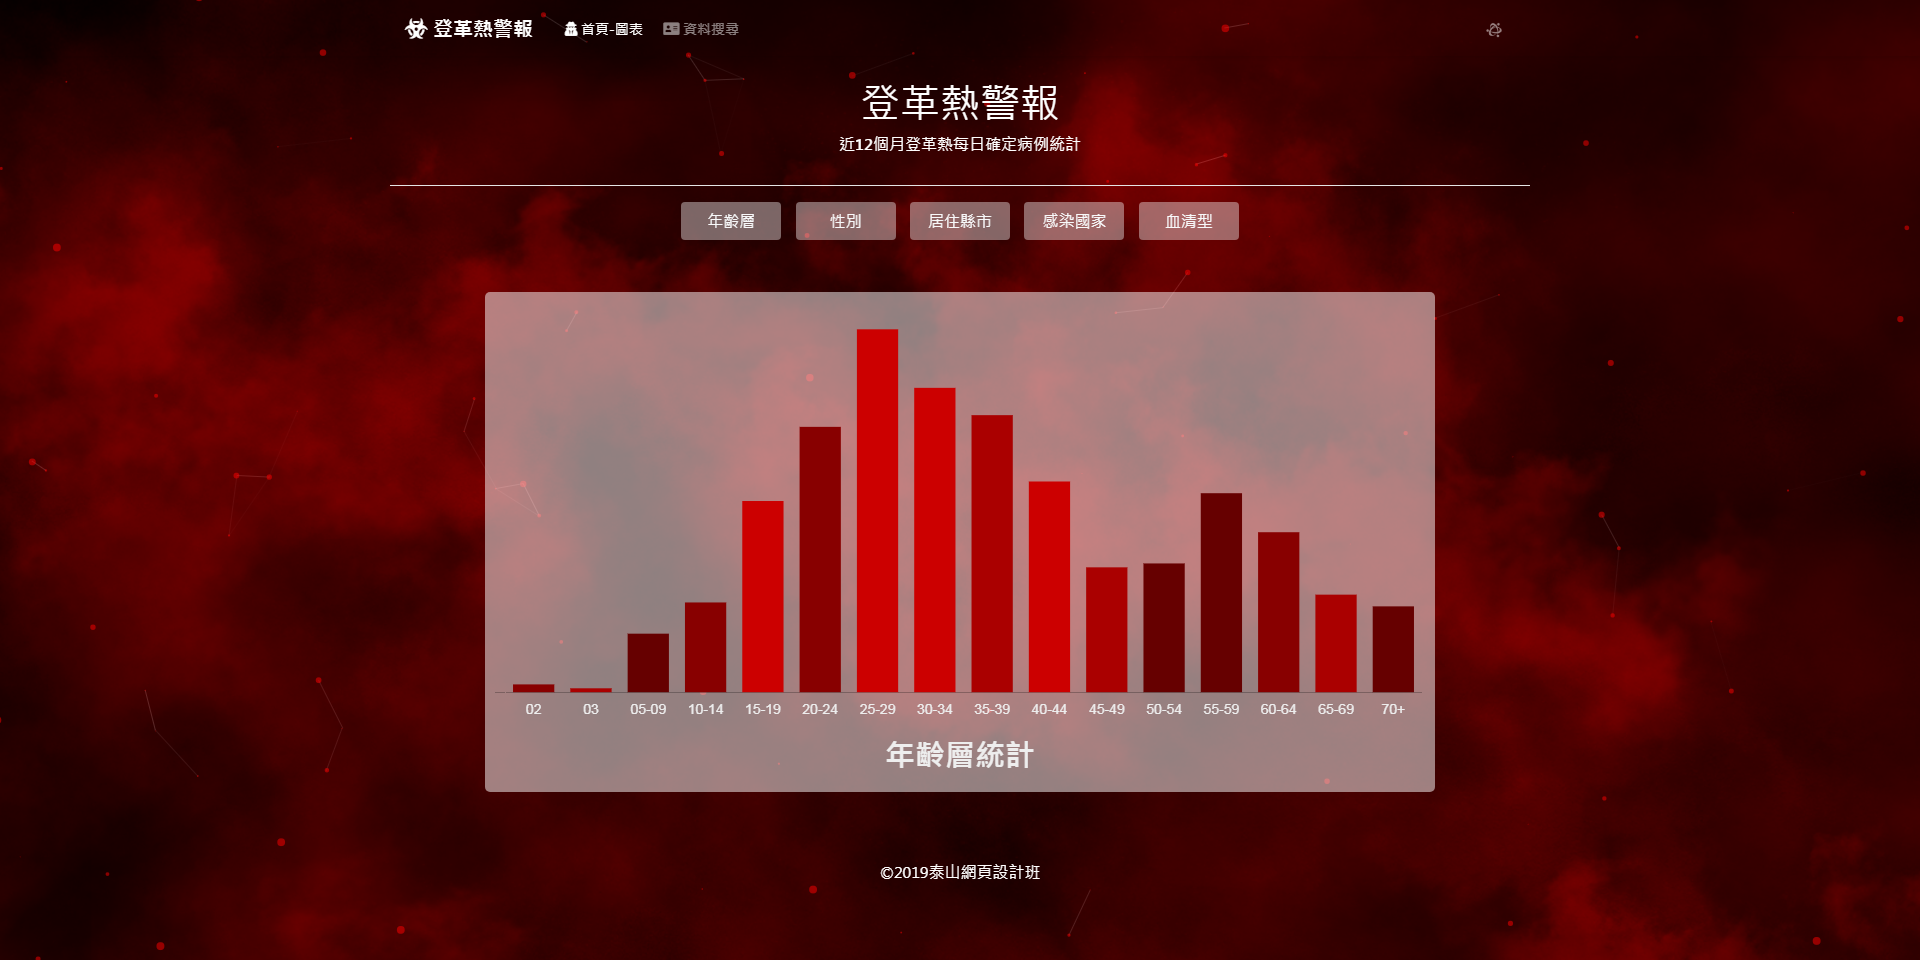 登革熱警報 首頁-圖表 資料搜尋
登革熱警報
近12個月登革熱每日確定病例統計
年齡層 性別 居住縣市 感染國家 血清型
02 03 05-09 10-14 15-19 20-24 25-29 30-34 35-39 40-44 45-49 50-54 55-59 60-64 65-69 70+
年齡層統計
©2019泰山網頁設計班